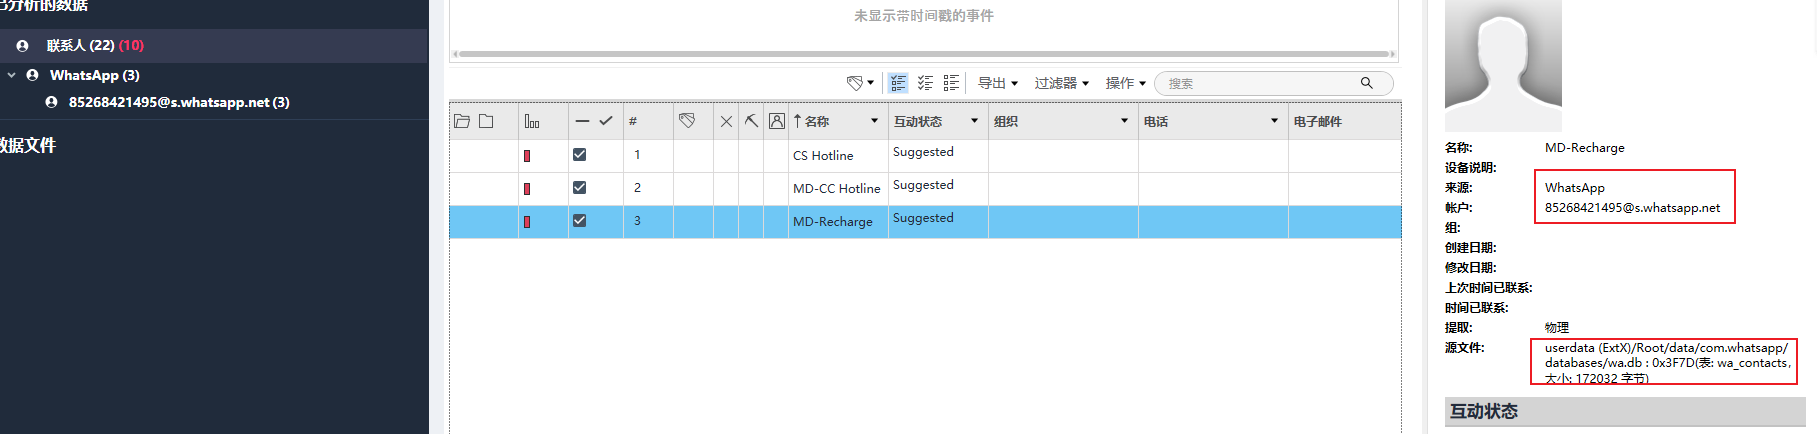 已分析的数据
联系人 (22) (10)
WhatsApp (3)
85268421495@s.whatsapp.net (3)
数据文件
未显示带时间戳的事件
导出 过滤器 操作 搜索
# 名称 互动状态 组织 电话 电子邮件
1 CS Hotline Suggested
2 MD-CC Hotline Suggested
3 MD-Recharge Suggested
名称: MD-Recharge
设备说明:
来源: WhatsApp
帐户: 85268421495@s.whatsapp.net
组:
创建日期:
修改日期:
上次时间已联系:
时间已联系:
提取: 物理
源文件: userdata (ExtX)/Root/data/com.whatsapp/
databases/wa.db : 0x3F7D(表: wa_contacts,
大小: 172032 字节)
互动状态